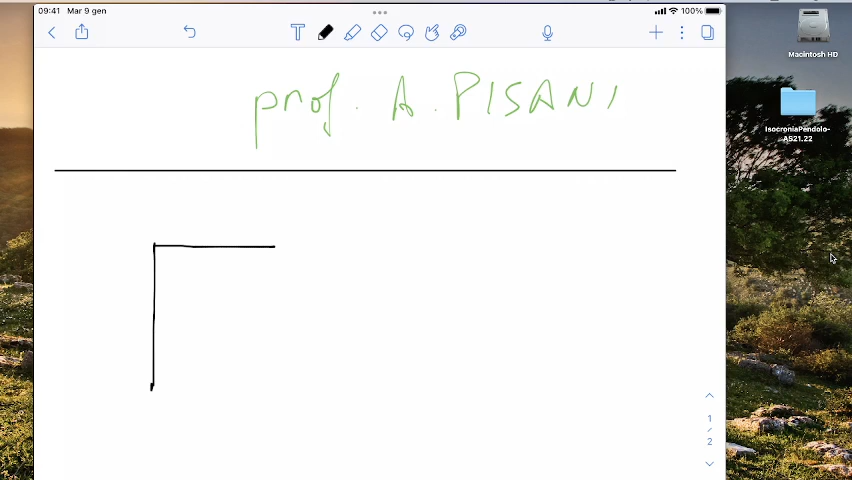 09:41 Mar 9 gen
100%
prof. A. PISANI
1
/
2
Macintosh HD
IsocroniaPendolo-
AS21.22